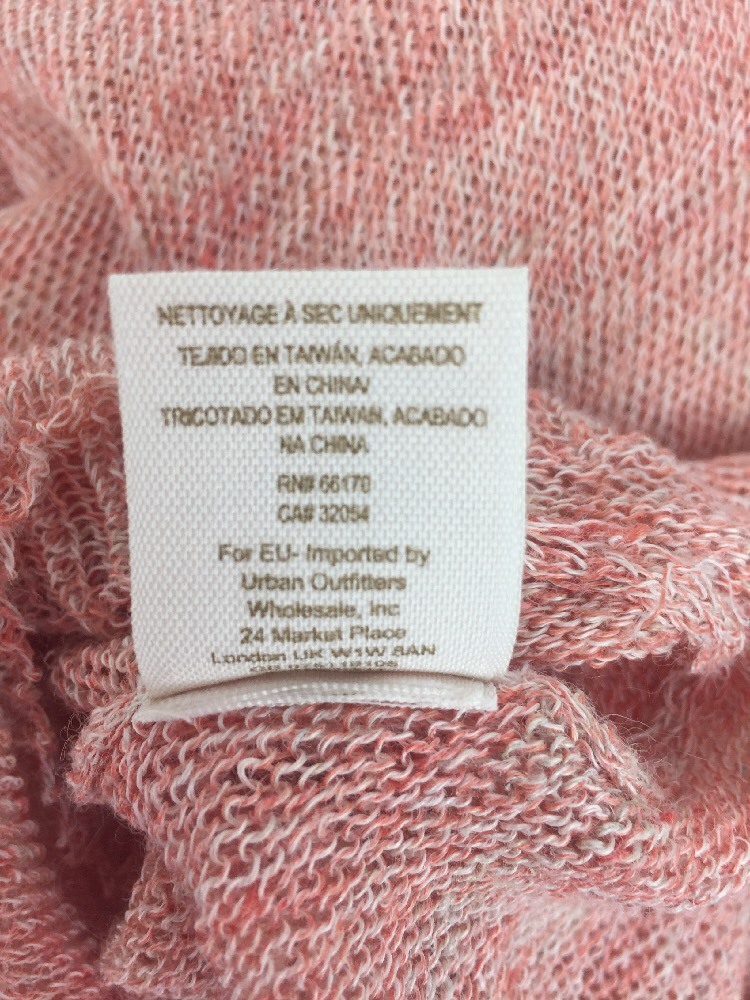 NETTOYAGE À SEC UNIQUEMENT
TEJIDO EN TAIWÁN, ACABADO
EN CHINA/
TRICOTADO EM TAIWAN, ACABADO
NA CHINA
RN# 66170
CA# 32054
For EU- Imported by
Urban Outfitters
Wholesale, Inc
24 Market Place
London UK W1W 8AN